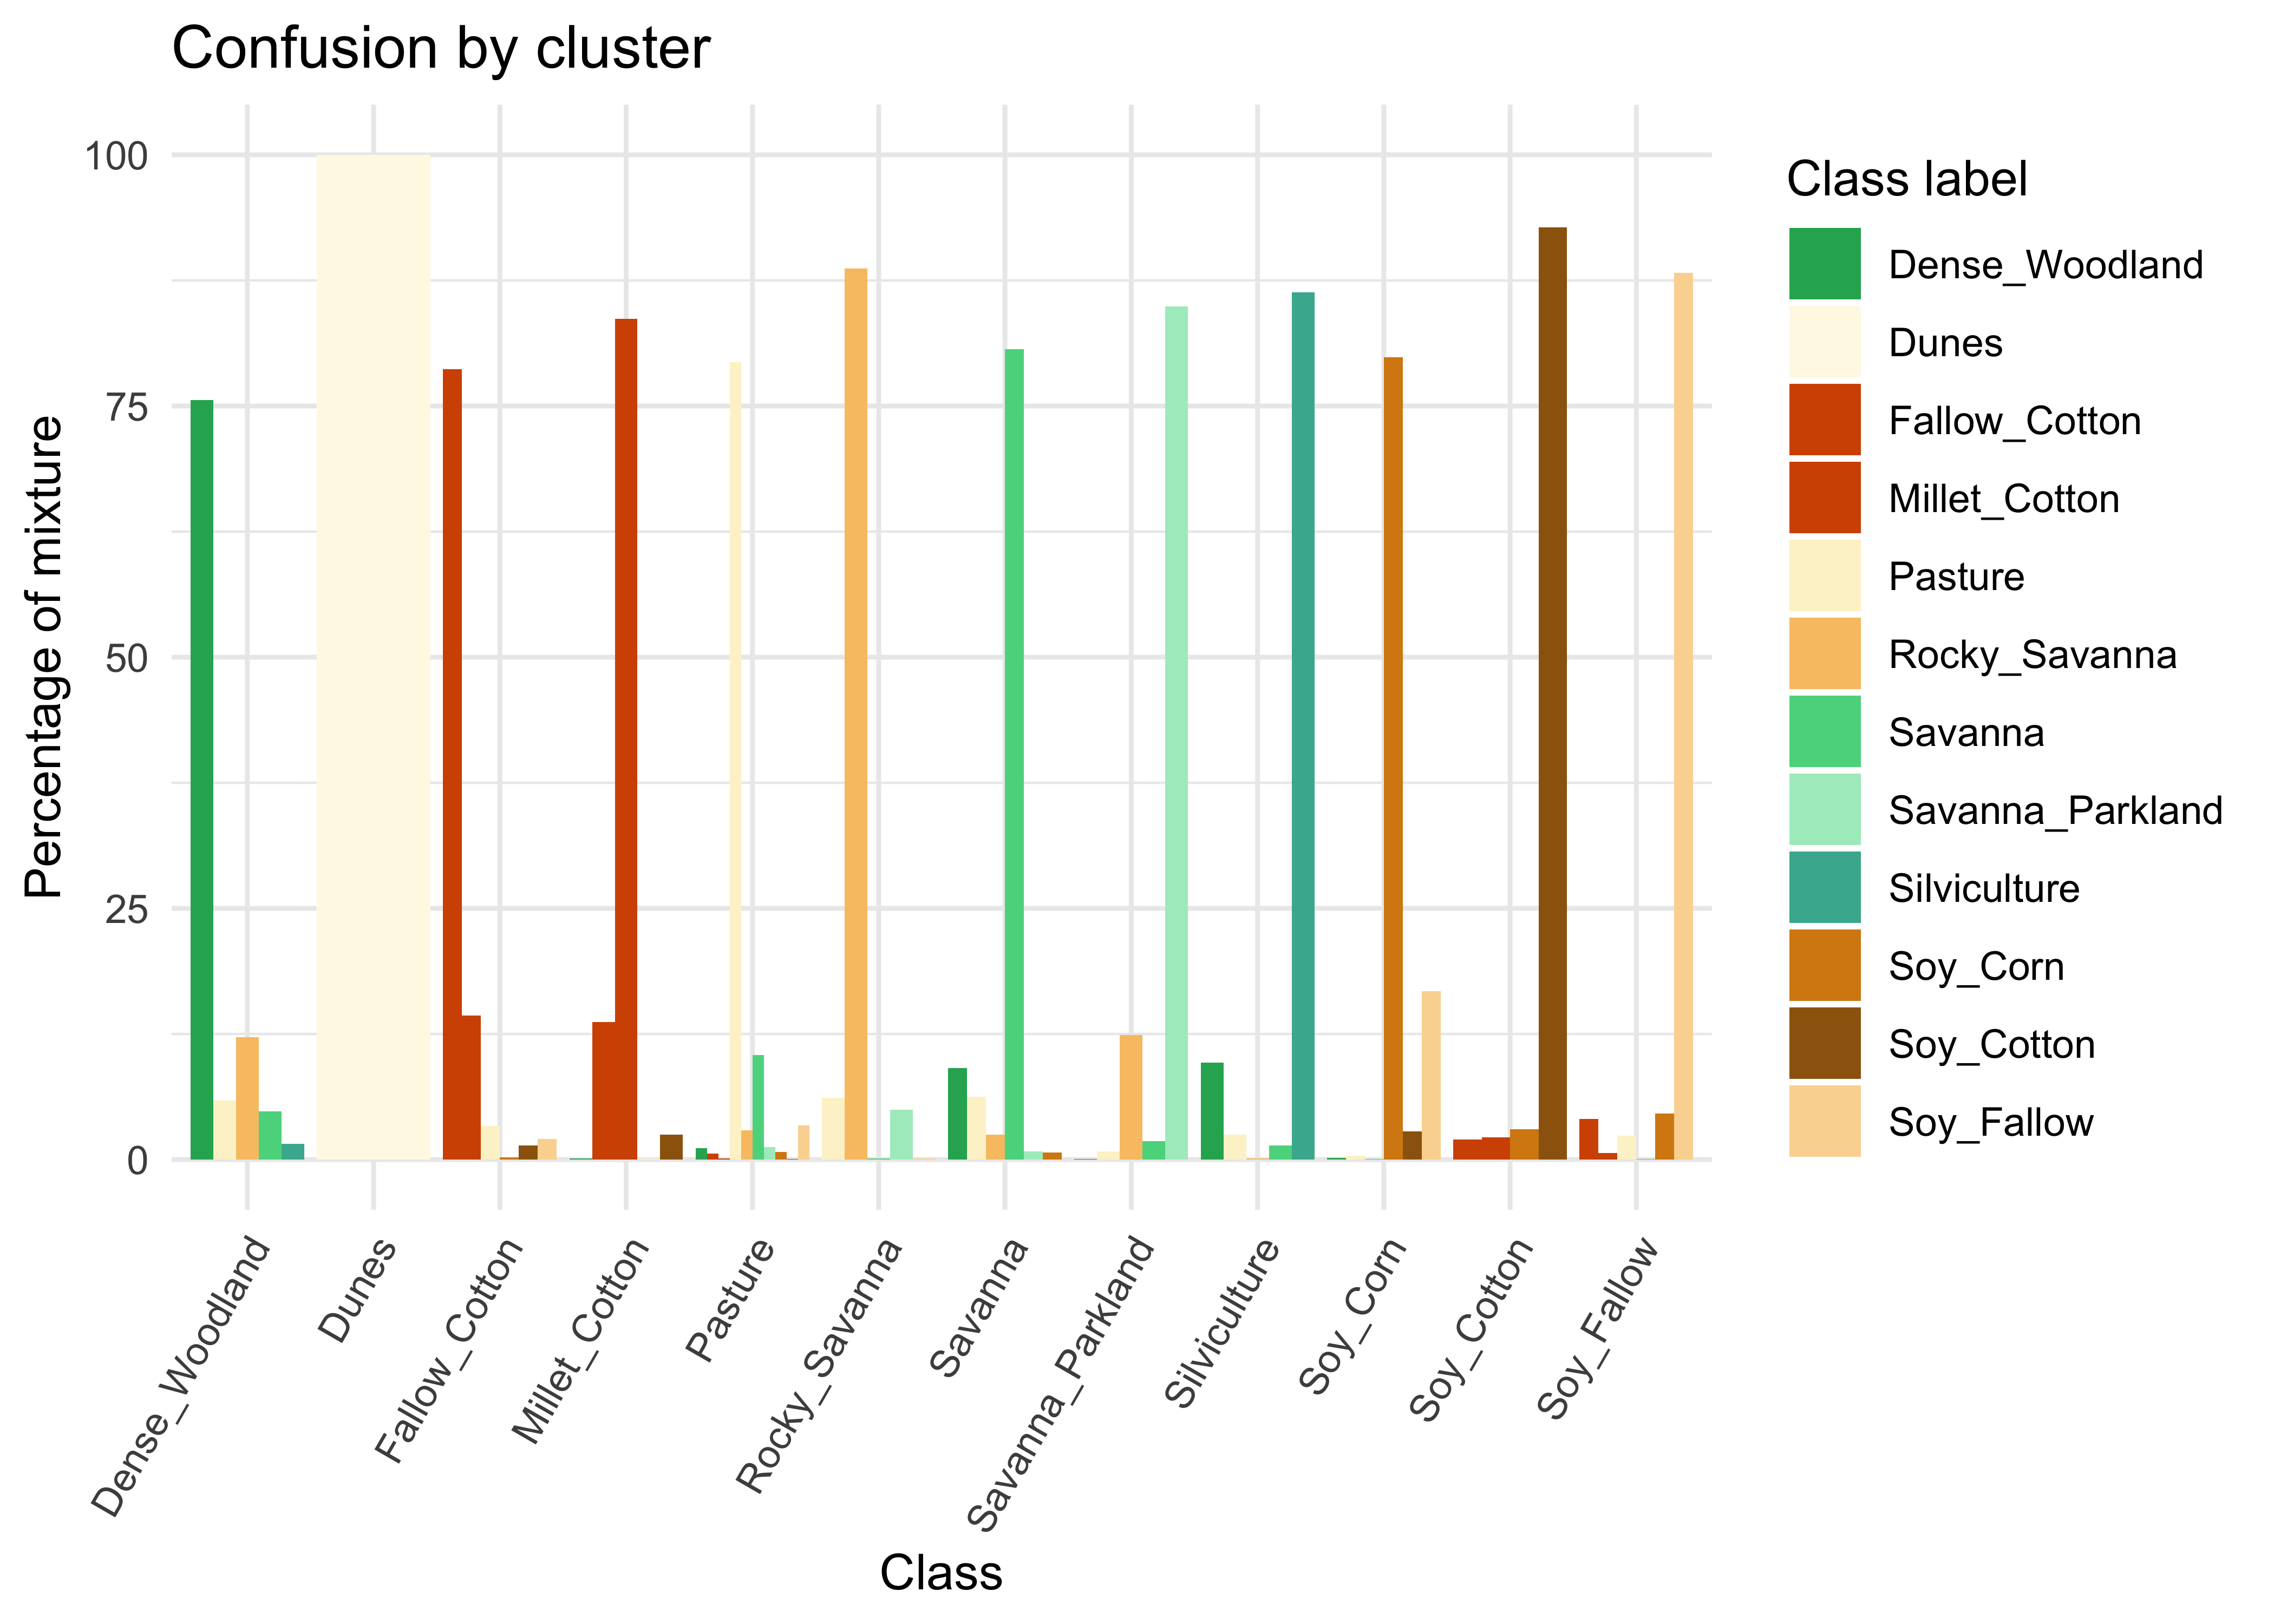 Confusion by cluster
Percentage of mixture
100
75
50
25
0
Dense_Woodland
Dunes
Fallow_Cotton
Millet_Cotton
Pasture
Rocky_Savanna
Savanna
Savanna_Parkland
Silviculture
Soy_Corn
Soy_Cotton
Soy_Fallow
Class
Class label
Dense_Woodland
Dunes
Fallow_Cotton
Millet_Cotton
Pasture
Rocky_Savanna
Savanna
Savanna_Parkland
Silviculture
Soy_Corn
Soy_Cotton
Soy_Fallow